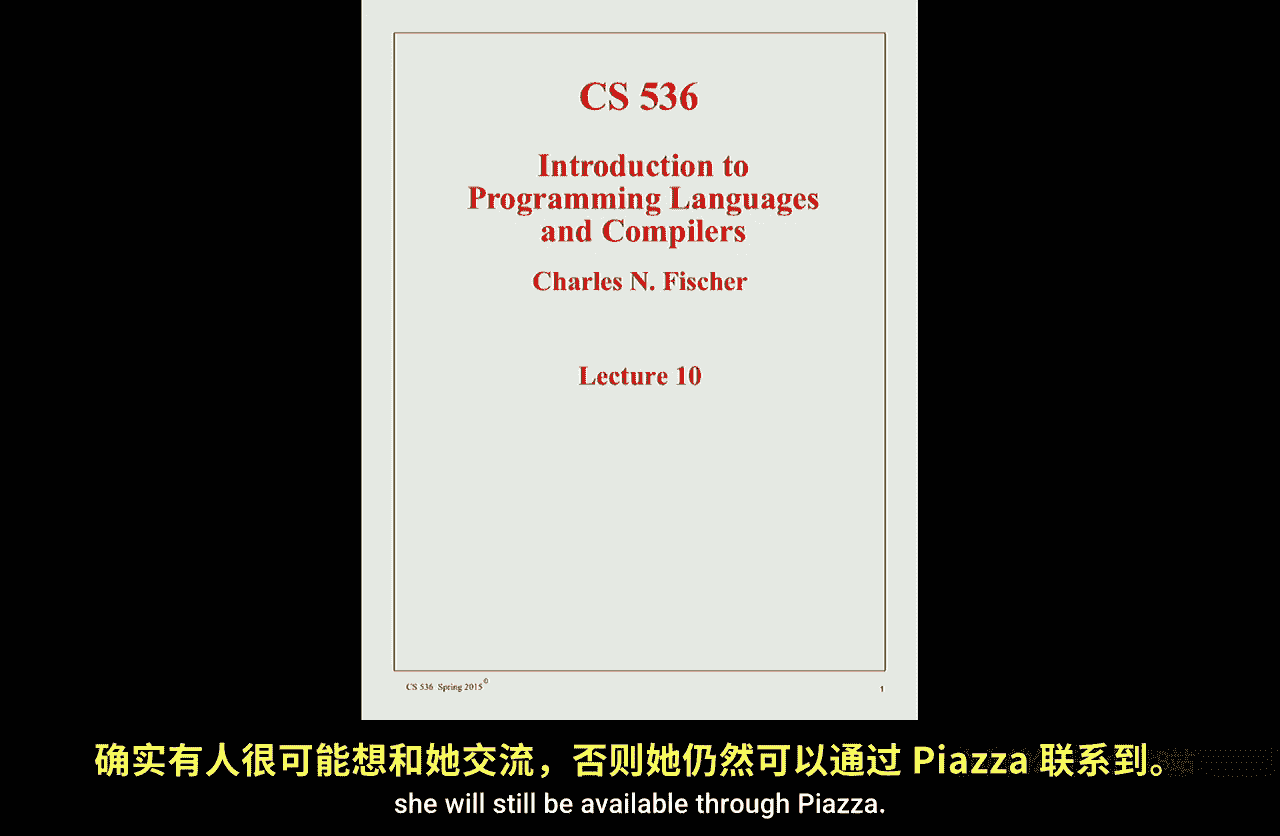 CS 536
Introduction to
Programming Languages
and Compilers
Charles N. Fischer
Lecture 10
CS 536 Spring 2015©
1
确实有人很可能想和她交流，否则她仍然可以通过 Piazza 联系到。
she will still be available through Piazza.